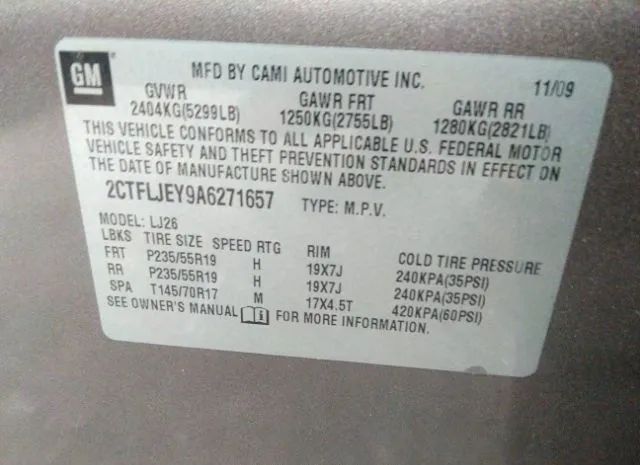 GM
MFD BY CAMI AUTOMOTIVE INC. 11/09
GVWR GAWR FRT GAWR RR
2404KG(5299LB) 1250KG(2755LB) 1280KG(2821LB)
THIS VEHICLE CONFORMS TO ALL APPLICABLE U.S. FEDERAL MOTOR
VEHICLE SAFETY AND THEFT PREVENTION STANDARDS IN EFFECT ON
THE DATE OF MANUFACTURE SHOWN ABOVE.
2CTFLJEY9A6271657 TYPE: M.P.V.
MODEL: LJ26
LBKS TIRE SIZE SPEED RTG RIM COLD TIRE PRESSURE
FRT P235/55R19 H 19X7J 240KPA(35PSI)
RR P235/55R19 H 19X7J 240KPA(35PSI)
SPA T145/70R17 M 17X4.5T 420KPA(60PSI)
SEE OWNER'S MANUAL FOR MORE INFORMATION.